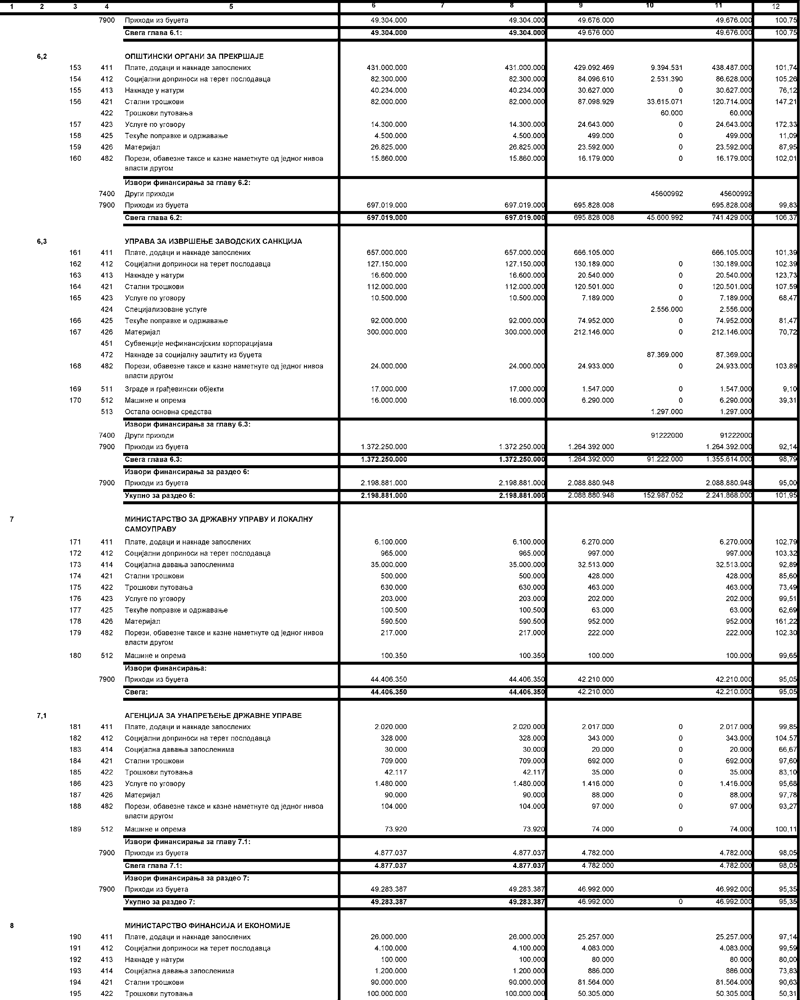 1 2 3 4 5 6 7 8 9 10 11 12
7900 Приходи из буџета 49.304.000 49.304.000 49.676.000 49.676.000 100,75
Свега глава 6.1: 49.304.000 49.304.000 49.676.000 49.676.000 100,75
6,2 ОПШТИНСКИ ОРГАНИ ЗА ПРЕКРШАЈЕ
153 411 Плате, додаци и накнаде запослених 431.000.000 431.000.000 429.092.469 9.394.531 438.487.000 101,74
154 412 Социјални доприноси на терет послодавца 82.300.000 82.300.000 84.096.610 2.531.390 86.628.000 105,26
155 413 Накнаде у натури 40.234.000 40.234.000 30.627.000 0 30.627.000 76,12
156 421 Стални трошкови 82.000.000 82.000.000 87.098.929 33.615.071 120.714.000 147,21
422 Трошкови путовања 60.000 60.000
157 423 Услуге по уговору 14.300.000 14.300.000 24.643.000 0 24.643.000 172,33
158 425 Текуће поправке и одржавање 4.500.000 4.500.000 499.000 0 499.000 11,09
159 426 Материјал 26.825.000 26.825.000 23.592.000 0 23.592.000 87,95
160 482 Порези, обавезне таксе и казне наметнуте од једног нивоа 15.860.000 15.860.000 16.179.000 0 16.179.000 102,01
власти другом
Извори финансирања за главу 6.2:
7400 Други приходи 45600992 45600992
7900 Приходи из буџета 697.019.000 697.019.000 695.828.008 695.828.008 99,83
Свега глава 6.2: 697.019.000 697.019.000 695.828.008 45.600.992 741.429.000 106,37
6,3 УПРАВА ЗА ИЗВРШЕЊЕ ЗАВОДСКИХ САНКЦИЈА
161 411 Плате, додаци и накнаде запослених 657.000.000 657.000.000 666.105.000 666.105.000 101,39
162 412 Социјални доприноси на терет послодавца 127.150.000 127.150.000 130.189.000 0 130.189.000 102,39
163 413 Накнаде у натури 16.600.000 16.600.000 20.540.000 0 20.540.000 123,73
164 421 Стални трошкови 112.000.000 112.000.000 120.501.000 0 120.501.000 107,59
165 423 Услуге по уговору 10.500.000 10.500.000 7.189.000 0 7.189.000 68,47
424 Специјализоване услуге 2.556.000 2.556.000
166 425 Текуће поправке и одржавање 92.000.000 92.000.000 74.952.000 0 74.952.000 81,47
167 426 Материјал 300.000.000 300.000.000 212.146.000 0 212.146.000 70,72
451 Субвенције нефинансијским корпорацијама
472 Накнаде за социјалну заштиту из буџета 87.369.000 87.369.000
168 482 Порези, обавезне таксе и казне наметнуте од једног нивоа 24.000.000 24.000.000 24.933.000 0 24.933.000 103,89
власти другом
169 511 Зграде и грађевински објекти 17.000.000 17.000.000 1.547.000 0 1.547.000 9,10
170 512 Машине и опрема 16.000.000 16.000.000 6.290.000 0 6.290.000 39,31
513 Остала основна средства 1.297.000 1.297.000
Извори финансирања за главу 6.3:
7400 Други приходи 91222000 91222000
7900 Приходи из буџета 1.372.250.000 1.372.250.000 1.264.392.000 1.264.392.000 92,14
Свега глава 6.3: 1.372.250.000 1.372.250.000 1.264.392.000 91.222.000 1.355.614.000 98,79
Извори финансирања за раздео 6:
7900 Приходи из буџета 2.198.881.000 2.198.881.000 2.088.880.948 2.088.880.948 95,00
Укупно за раздео 6: 2.198.881.000 2.198.881.000 2.088.880.948 152.987.052 2.241.868.000 101,95
7 МИНИСТАРСТВО ЗА ДРЖАВНУ УПРАВУ И ЛОКАЛНУ
САМОУПРАВУ
171 411 Плате, додаци и накнаде запослених 6.100.000 6.100.000 6.270.000 6.270.000 102,79
172 412 Социјални доприноси на терет послодавца 965.000 965.000 997.000 997.000 103,32
173 414 Социјална давања запосленима 35.000.000 35.000.000 32.513.000 32.513.000 92,89
174 421 Стални трошкови 500.000 500.000 428.000 428.000 85,60
175 422 Трошкови путовања 630.000 630.000 463.000 463.000 73,49
176 423 Услуге по уговору 203.000 203.000 202.000 202.000 99,51
177 425 Текуће поправке и одржавање 100.500 100.500 63.000 63.000 62,69
178 426 Материјал 590.500 590.500 952.000 952.000 161,22
179 482 Порези, обавезне таксе и казне наметнуте од једног нивоа 217.000 217.000 222.000 222.000 102,30
власти другом
180 512 Машине и опрема 100.350 100.350 100.000 100.000 99,65
Извори финансирања:
7900 Приходи из буџета 44.406.350 44.406.350 42.210.000 42.210.000 95,05
Свега: 44.406.350 44.406.350 42.210.000 42.210.000 95,05
7,1 АГЕНЦИЈА ЗА УНАПРЕЂЕЊЕ ДРЖАВНЕ УПРАВЕ
181 411 Плате, додаци и накнаде запослених 2.020.000 2.020.000 2.017.000 0 2.017.000 99,85
182 412 Социјални доприноси на терет послодавца 328.000 328.000 343.000 0 343.000 104,57
183 414 Социјална давања запосленима 30.000 30.000 20.000 0 20.000 66,67
184 421 Стални трошкови 709.000 709.000 692.000 0 692.000 97,60
185 422 Трошкови путовања 42.117 42.117 35.000 0 35.000 83,10
186 423 Услуге по уговору 1.480.000 1.480.000 1.416.000 0 1.416.000 95,68
187 426 Материјал 90.000 90.000 88.000 0 88.000 97,78
188 482 Порези, обавезне таксе и казне наметнуте од једног нивоа 104.000 104.000 97.000 0 97.000 93,27
власти другом
189 512 Машине и опрема 73.920 73.920 74.000 0 74.000 100,11
Извори финансирања за главу 7.1:
7900 Приходи из буџета 4.877.037 4.877.037 4.782.000 4.782.000 98,05
Свега глава 7.1: 4.877.037 4.877.037 4.782.000 4.782.000 98,05
Извори финансирања за раздео 7:
7900 Приходи из буџета 49.283.387 49.283.387 46.992.000 46.992.000 95,35
Укупно за раздео 7: 49.283.387 49.283.387 46.992.000 0 46.992.000 95,35
8 МИНИСТАРСТВО ФИНАНСИЈА И ЕКОНОМИЈЕ
190 411 Плате, додаци и накнаде запослених 26.000.000 26.000.000 25.257.000 25.257.000 97,14
191 412 Социјални доприноси на терет послодавца 4.100.000 4.100.000 4.083.000 4.083.000 99,59
192 413 Накнаде у натури 100.000 100.000 80.000 80.000 80,00
193 414 Социјална давања запосленима 1.200.000 1.200.000 886.000 886.000 73,83
194 421 Стални трошкови 90.000.000 90.000.000 81.564.000 81.564.000 90,63
195 422 Трошкови путовања 100.000.000 100.000.000 50.305.000 50.305.000 50,31